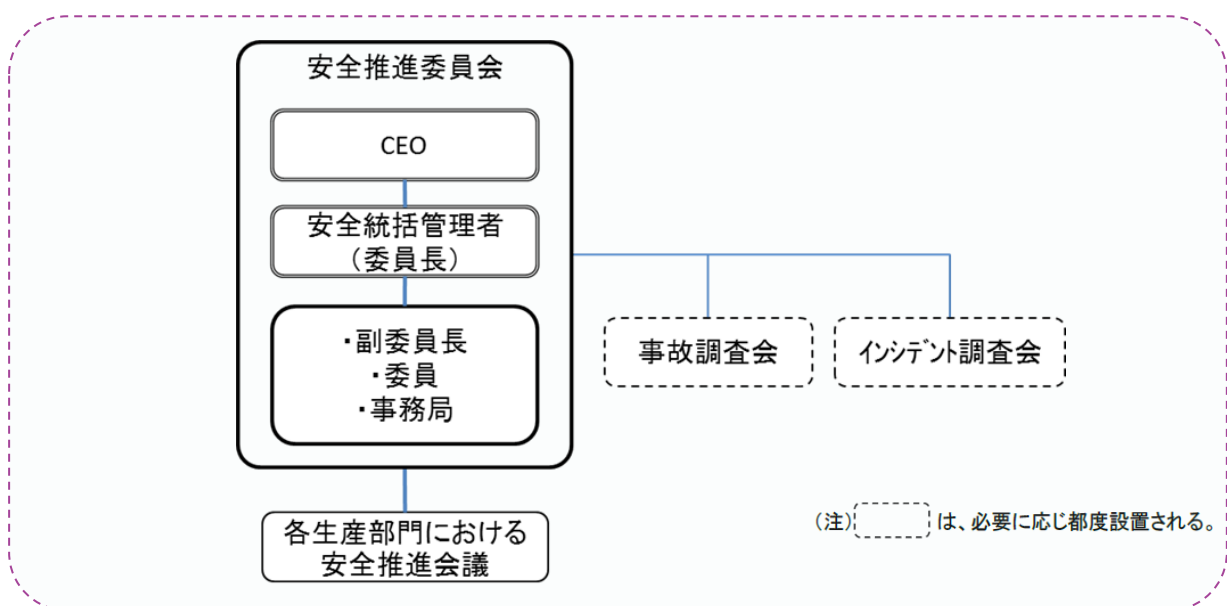 安全推進委員会
CEO
安全統括管理者
（委員長）
・副委員長
・委員
・事務局
事故調査会
インシデント調査会
各生産部門における
安全推進会議
（注） は、必要に応じ都度設置される。